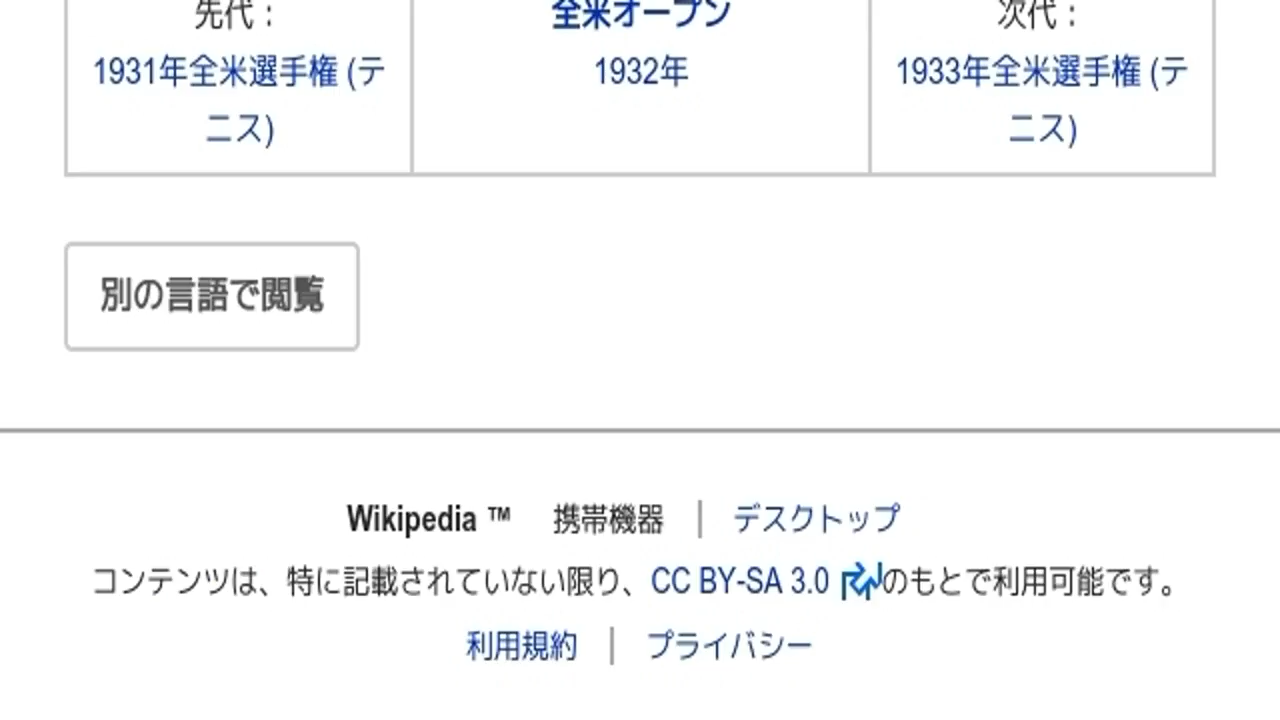 先代： 全米オープン 次代：
1931年全米選手権 (テ 1932年 1933年全米選手権 (テ
ニス) ニス)
別の言語で閲覧
Wikipedia ™ 携帯機器 | デスクトップ
コンテンツは、特に記載されていない限り、CC BY-SA 3.0 のもとで利用可能です。
利用規約 | プライバシー